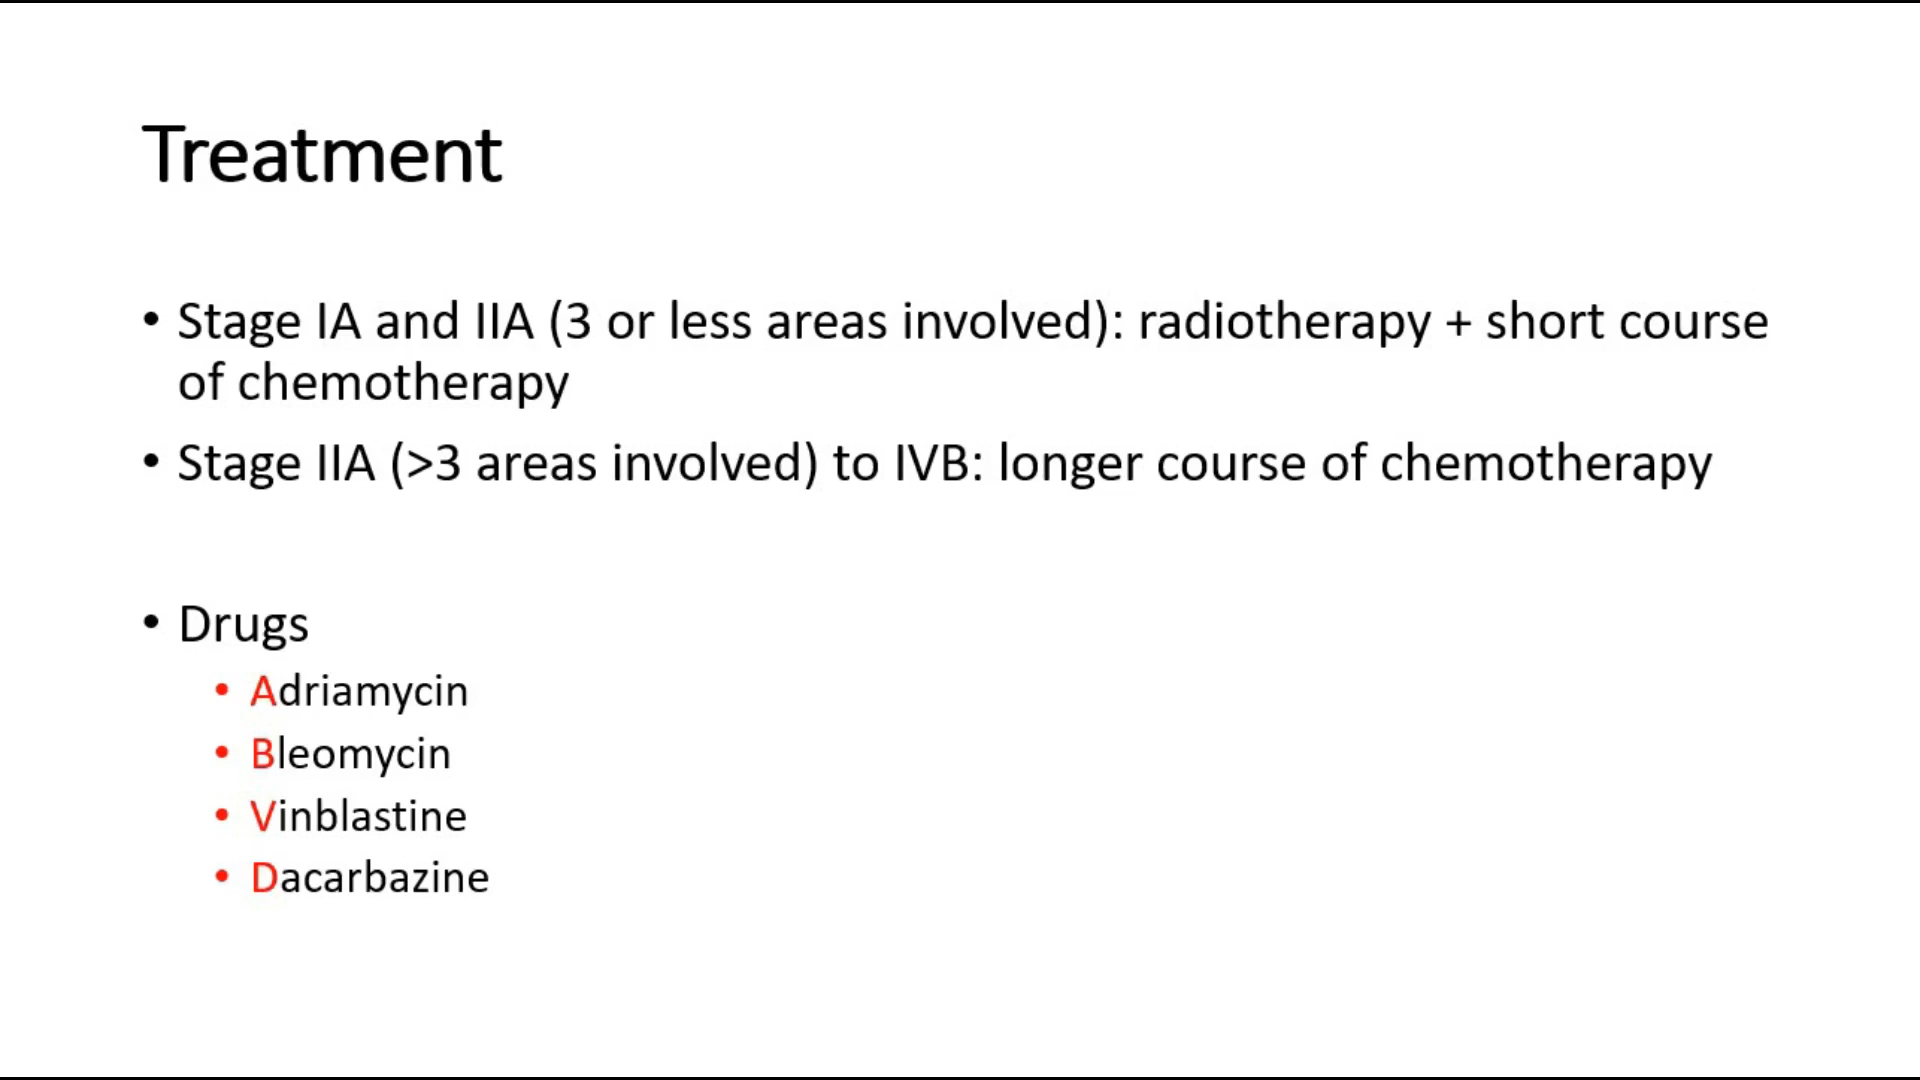 Treatment
• Stage IA and IIA (3 or less areas involved): radiotherapy + short course
of chemotherapy
• Stage IIA (>3 areas involved) to IVB: longer course of chemotherapy
• Drugs
• Adriamycin
• Bleomycin
• Vinblastine
• Dacarbazine